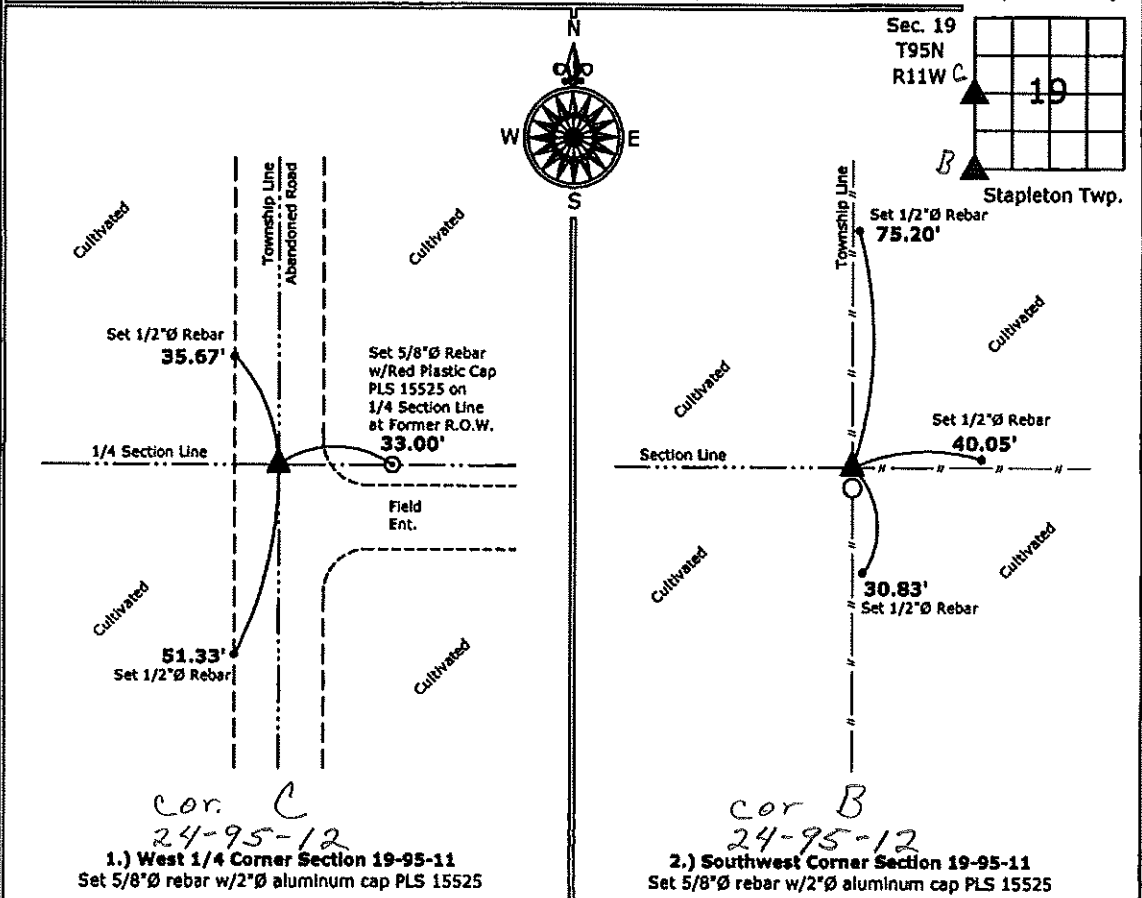 N
W
E
S
Sec. 19
T95N
R11W
C
19
B
Stapleton Twp.
Cultivated
Township Line
Abandoned Road
Cultivated
Set 1/2"Ø Rebar
35.67'
Set 5/8"Ø Rebar
w/Red Plastic Cap
PLS 15525 on
1/4 Section Line
at Former R.O.W.
33.00'
1/4 Section Line
Field
Ent.
Cultivated
51.33'
Set 1/2"Ø Rebar
Cultivated
cor. C
24-95-12
1.) West 1/4 Corner Section 19-95-11
Set 5/8"Ø rebar w/2"Ø aluminum cap PLS 15525
Township Line
Set 1/2"Ø Rebar
75.20'
Cultivated
Cultivated
Set 1/2"Ø Rebar
40.05'
Section Line
Cultivated
Cultivated
30.83'
Set 1/2"Ø Rebar
cor B
24-95-12
2.) Southwest Corner Section 19-95-11
Set 5/8"Ø rebar w/2"Ø aluminum cap PLS 15525